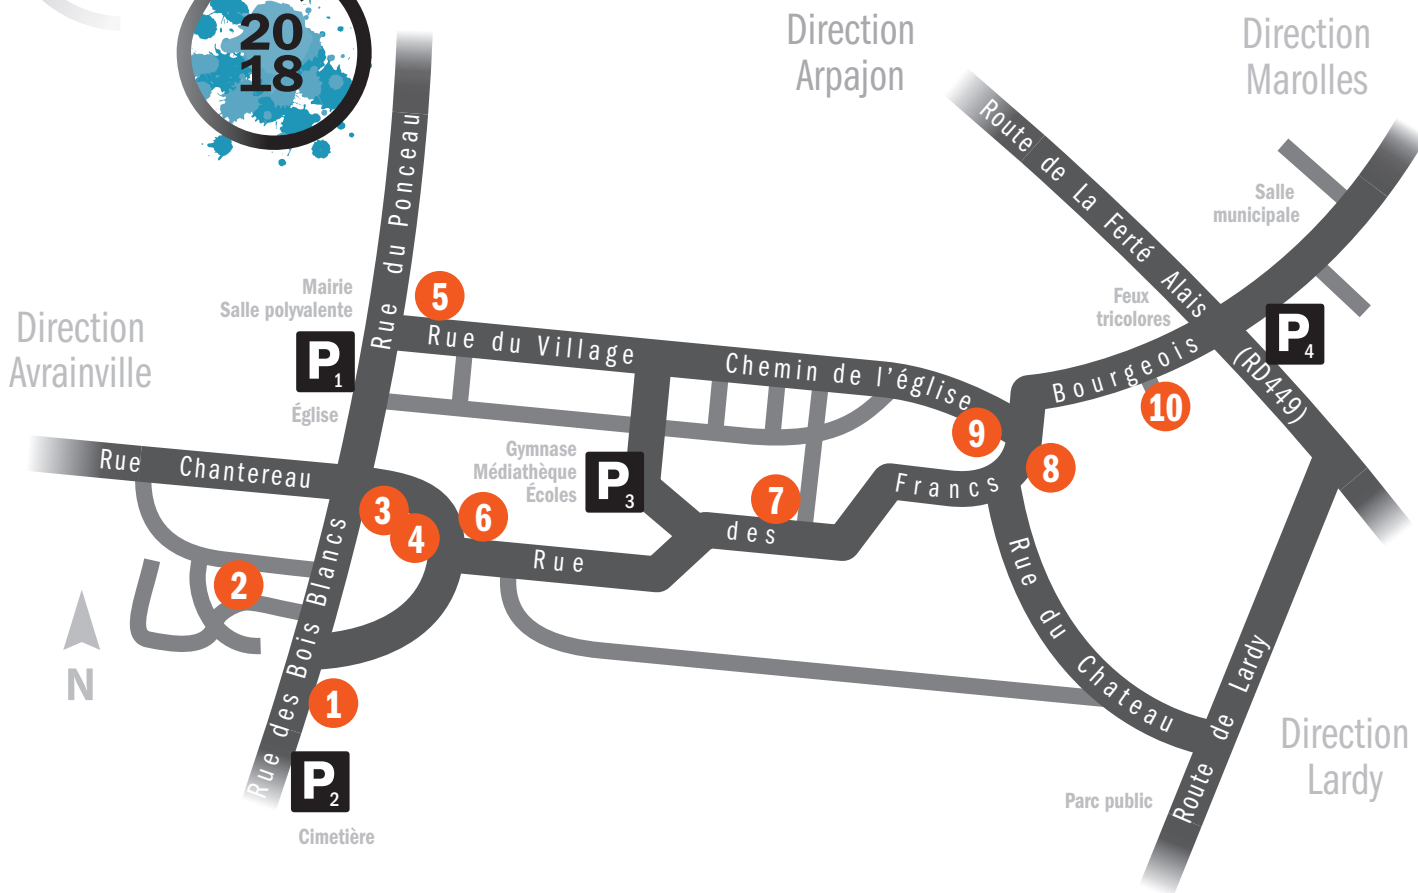 20
18
Direction
Arpajon
Direction
Marolles
Route de La Ferté Alais
(RD449)
Salle
municipale
Rue du Ponceau
Mairie
Salle polyvalente
5
Feux
tricolores
Direction
Avrainville
P1
Rue du Village
Chemin de l'église
Bourgeois
P4
Église
10
9
Rue Chantereau
Gymnase
Médiathèque
Écoles
P3
8
Francs
7
3
4
6
des
Rue
2
Rue des Bois Blancs
Rue du Chateau
N
1
Route de Lardy
Direction
Lardy
P2
Parc public
Cimetière